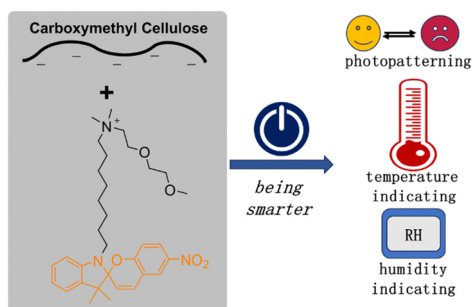 Carboxymethyl Cellulose
+
N+
O
O
N
O
NO2
being
smarter
photopatterning
temperature
indicating
RH
humidity
indicating